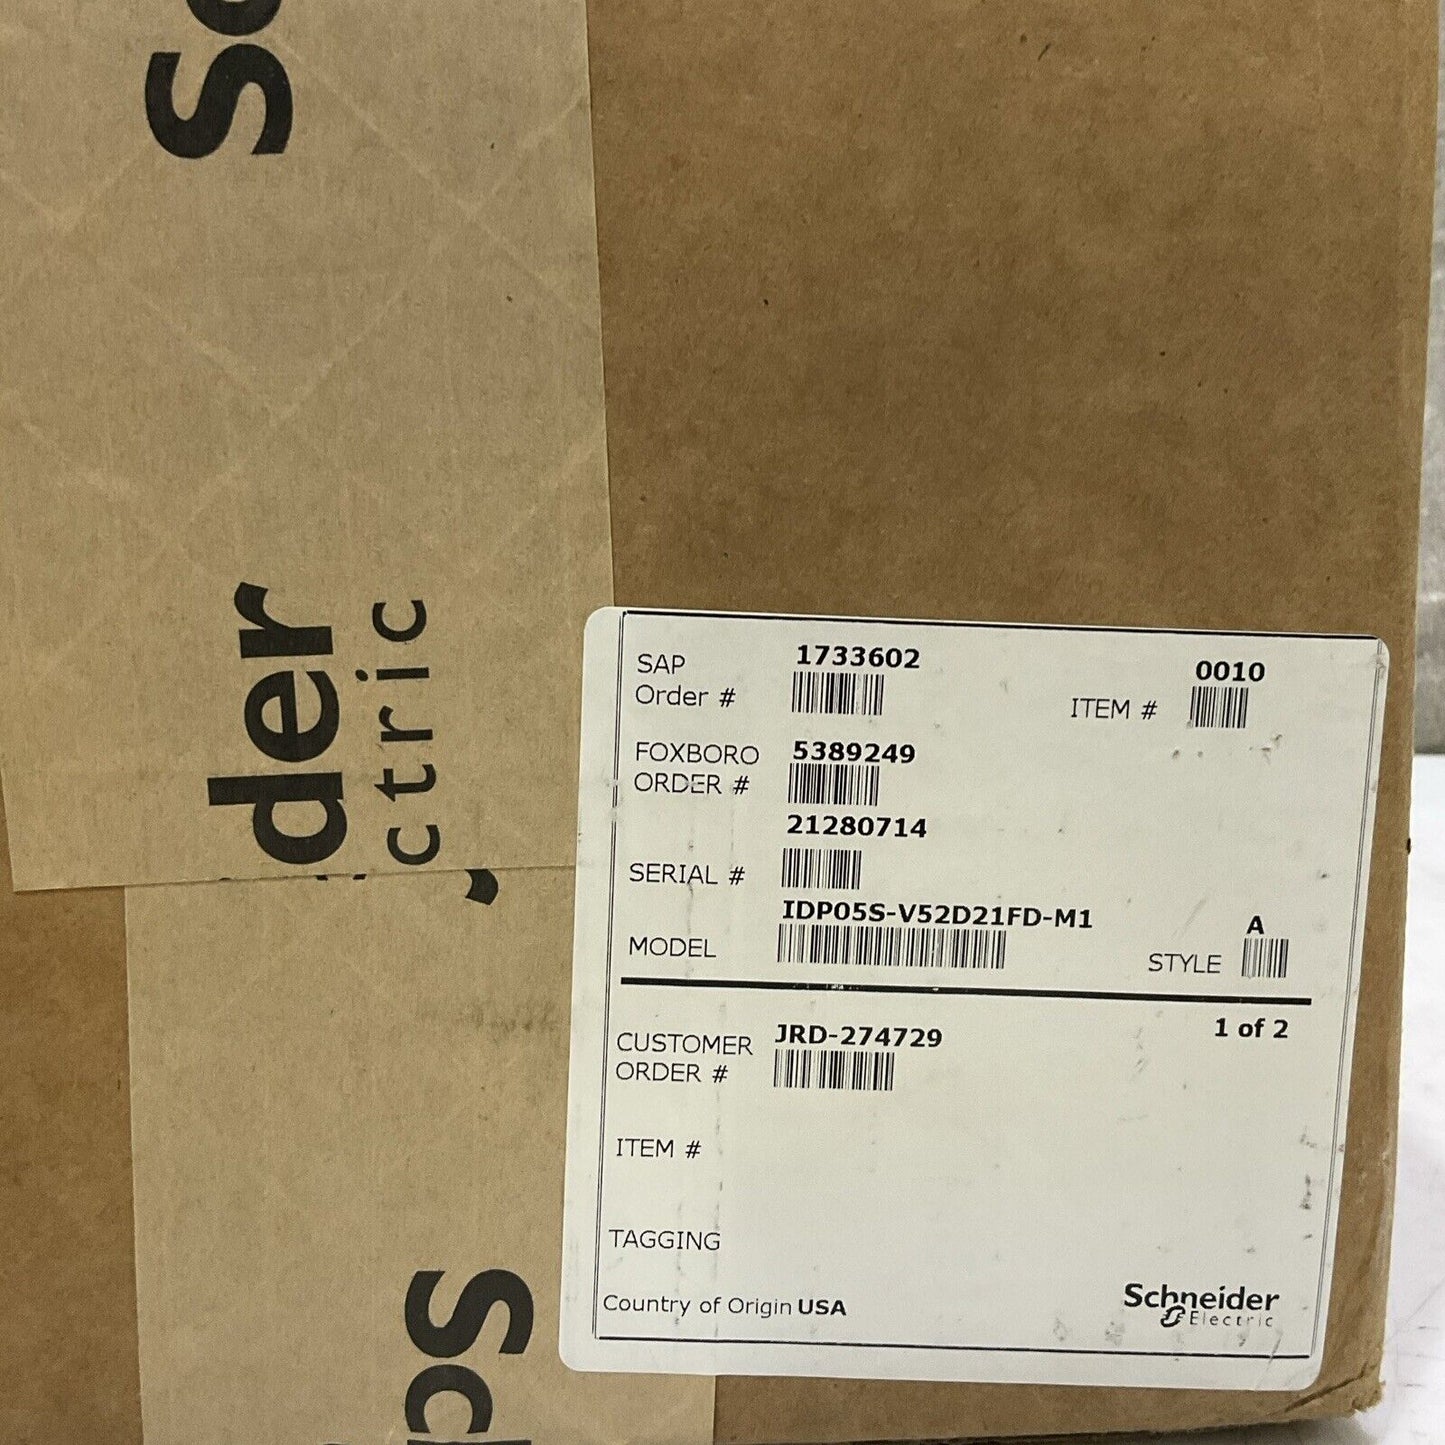 der
ctric
SAP
Order #
1733602
ITEM #
0010
FOXBORO
ORDER #
5389249
21280714
SERIAL #
IDP05S-V52D21FD-M1
MODEL
A
STYLE
1 of 2
CUSTOMER
ORDER #
JRD-274729
ITEM #
TAGGING
Country of Origin USA
Schneider
Electric